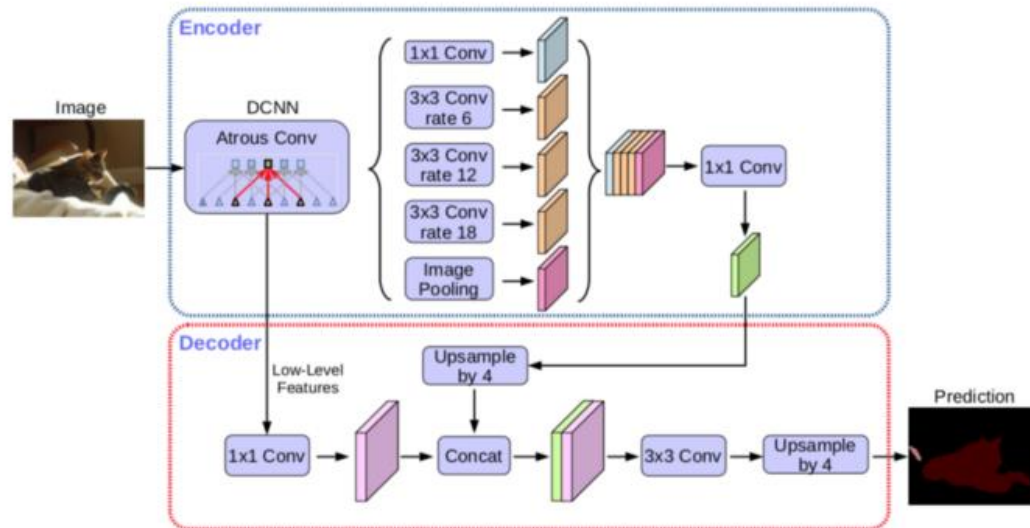 Encoder
Image
DCNN
Atrous Conv
1x1 Conv
3x3 Conv
rate 6
3x3 Conv
rate 12
3x3 Conv
rate 18
Image
Pooling
1x1 Conv
Decoder
Low-Level
Features
Upsample
by 4
1x1 Conv
Concat
3x3 Conv
Upsample
by 4
Prediction